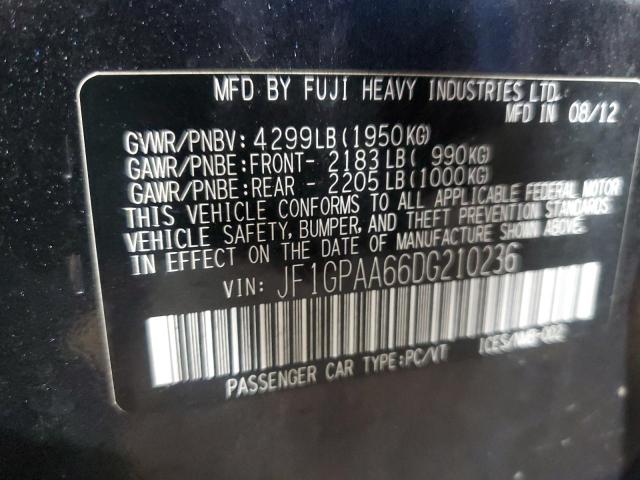 MFD BY FUJI HEAVY INDUSTRIES LTD.
MFD IN 08/12
GVWR/PNBV: 4299LB(1950KG)
GAWR/PNBE:FRONT- 2183LB( 990KG)
GAWR/PNBE:REAR - 2205LB(1000KG)
THIS VEHICLE CONFORMS TO ALL APPLICABLE FEDERAL MOTOR
VEHICLE SAFETY, BUMPER, AND THEFT PREVENTION STANDARDS
IN EFFECT ON THE DATE OF MANUFACTURE SHOWN ABOVE.
VIN: JF1GPAA66DG210236
PASSENGER CAR TYPE:PC/VT ICES/NMB-002